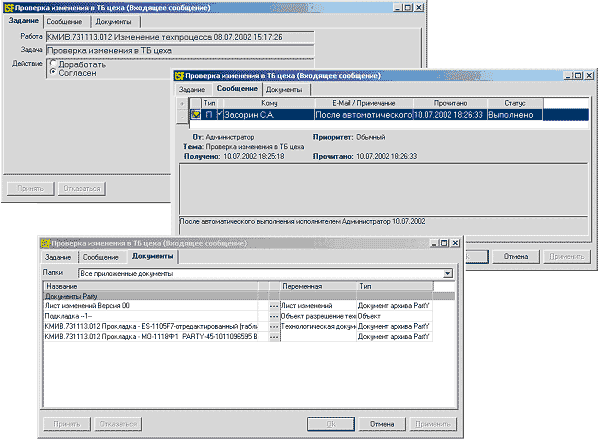 Проверка изменения в ТБ цеха (Входящее сообщение)
Задание Сообщение Документы
Работа КМИВ.731113.012 Изменение техпроцесса 08.07.2002 15:17:26
Задача Проверка изменения в ТБ цеха
Действие Доработать
Согласен
Принять Отказаться
Проверка изменения в ТБ цеха (Входящее сообщение)
Задание Сообщение Документы
Тип Кому E-Mail / Примечание Прочитано Статус
П Засорин С.А. После автоматического 10.07.2002 18:26:33 Выполнено
От: Администратор Приоритет: Обычный
Тема: Проверка изменения в ТБ цеха
Получено: 10.07.2002 18:25:18 Прочитано: 10.07.2002 18:26:33
После автоматического выполнения исполнителем Администратор 10.07.2002
Отмена Применить
Проверка изменения в ТБ цеха (Входящее сообщение)
Задание Сообщение Документы
Папки Все приложенные документы
Название Переменная Тип
Документы Party
Лист изменений Версия 00 ... Лист изменений Документ архива PartY
Подкладка --1-- ... Объект разрешение тех Объект
КМИВ.731113.012 Прокладка - ES-1105F7-отредактированный (табли ... Технологическая докум Документ архива PartY
КМИВ.731113.012 Прокладка - МО-1118Ф1 PARTY-45-1011096595 В ... Документ архива PartY
Принять Отказаться Ok Отмена Применить